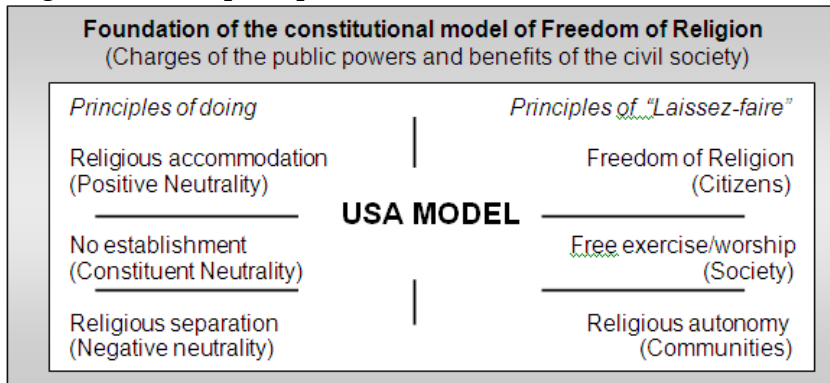 Foundation of the constitutional model of Freedom of Religion
(Charges of the public powers and benefits of the civil society)
Principles of doing
Principles of "Laissez-faire"
Religious accommodation
(Positive Neutrality)
Freedom of Religion
(Citizens)
USA MODEL
No establishment
(Constituent Neutrality)
Free exercise/worship
(Society)
Religious separation
(Negative neutrality)
Religious autonomy
(Communities)